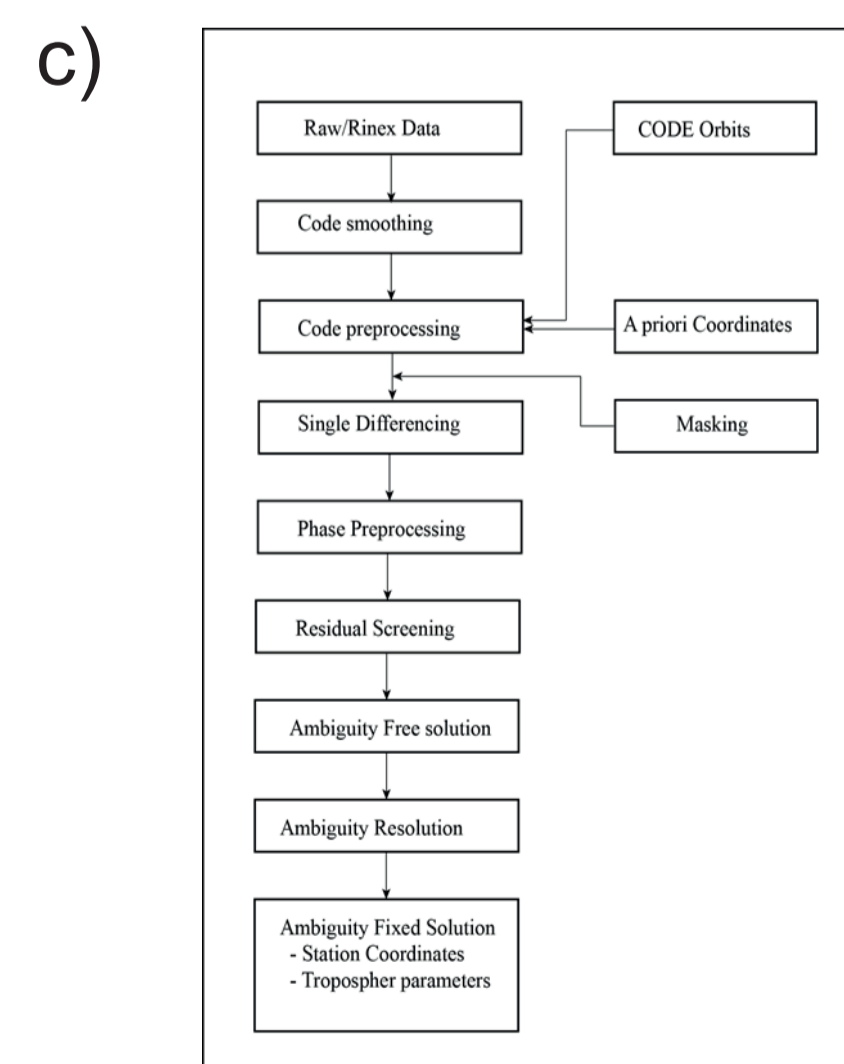 c)
Raw/Rinex Data
CODE Orbits
Code smoothing
Code preprocessing
A priori Coordinates
Single Differencing
Masking
Phase Preprocessing
Residual Screening
Ambiguity Free solution
Ambiguity Resolution
Ambiguity Fixed Solution
- Station Coordinates
- Tropospher parameters